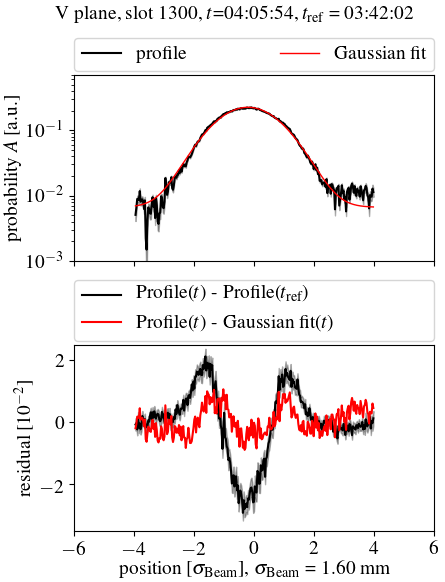 V plane, slot 1300, t=04:05:54, t_ref = 03:42:02
profile
Gaussian fit
probability A [a.u.]
10^−1
10^−2
10^−3
Profile(t) - Profile(t_ref)
Profile(t) - Gaussian fit(t)
residual [10^−2]
2
0
−2
−6 −4 −2 0 2 4 6
position [σ_Beam], σ_Beam = 1.60 mm